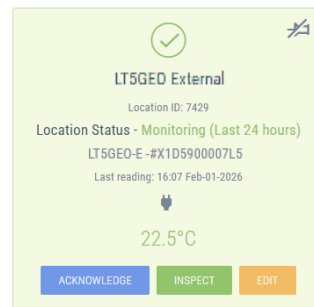 LT5GEO External
Location ID: 7429
Location Status - Monitoring (Last 24 hours)
LT5GEO-E -#X1D5900007L5
Last reading: 16:07 Feb-01-2026
22.5°C
ACKNOWLEDGE INSPECT EDIT